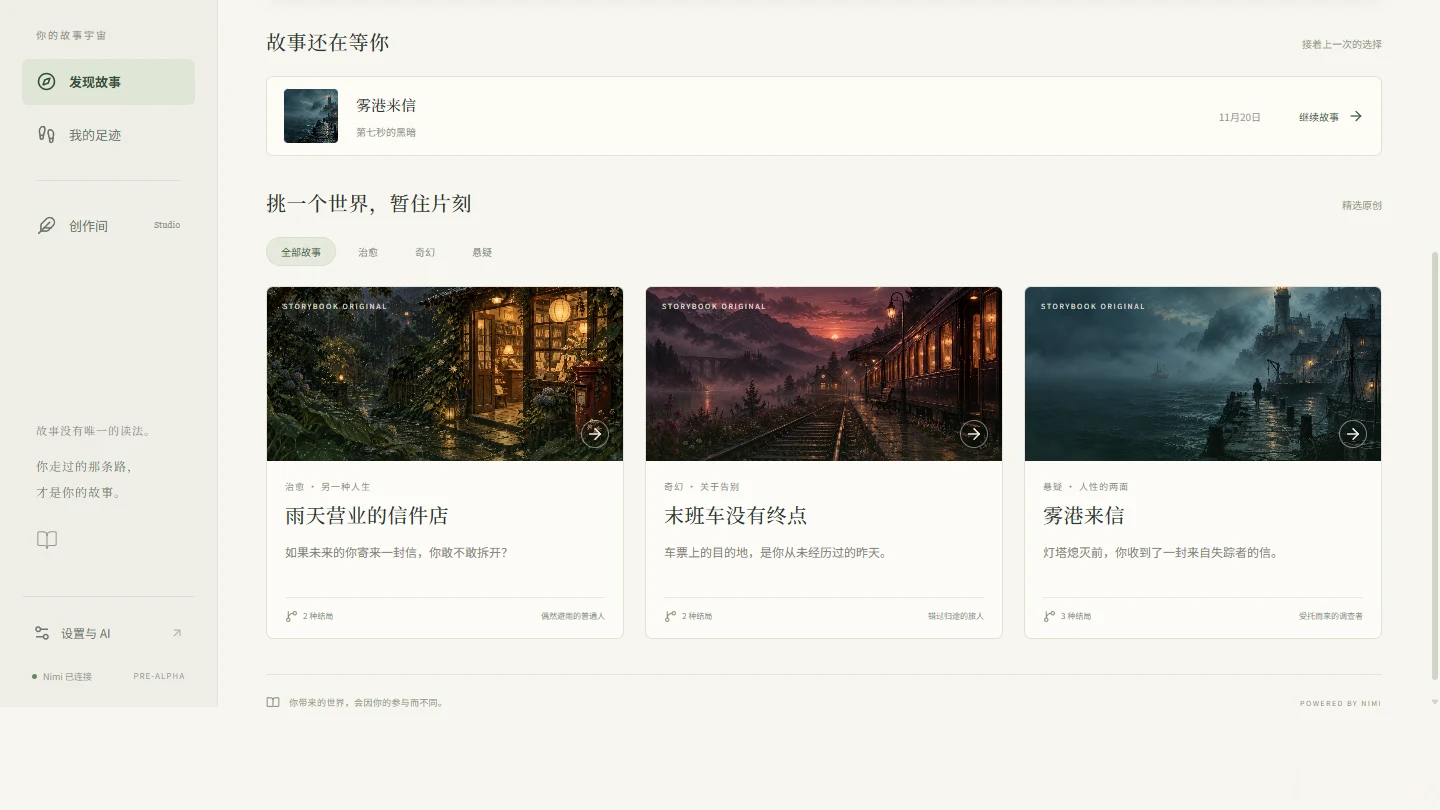 你的故事宇宙
发现故事
我的足迹
创作间
Studio
故事没有唯一的读法。
你走过的那条路，
才是你的故事。
设置与 AI
Nimi 已连接
PRE-ALPHA
故事还在等你
接着上一次的选择
雾港来信
第七秒的黑暗
11月20日
继续故事
挑一个世界，暂住片刻
精选原创
全部故事
治愈
奇幻
悬疑
STORYBOOK ORIGINAL
治愈 · 另一种人生
雨天营业的信件店
如果未来的你寄来一封信，你敢不敢拆开？
2 种结局
偶然避雨的普通人
STORYBOOK ORIGINAL
奇幻 · 关于告别
末班车没有终点
车票上的目的地，是你从未经历过的昨天。
2 种结局
错过归途的旅人
STORYBOOK ORIGINAL
悬疑 · 人性的两面
雾港来信
灯塔熄灭前，你收到了一封来自失踪者的信。
3 种结局
受托而来的调查者
你带来的世界，会因你的参与而不同。
POWERED BY NIMI